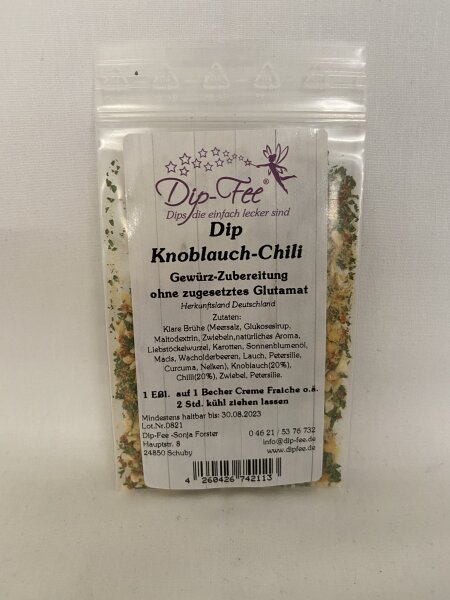 Dip-Fee®
Dips, die einfach lecker sind
Dip
Knoblauch-Chili
Gewürz-Zubereitung
ohne zugesetztes Glutamat
Herkunftsland Deutschland
Zutaten:
Klare Brühe (Meersalz, Glukosesirup,
Maltodextrin, Zwiebeln,natürliches Aroma,
Liebstöckelwurzel, Karotten, Sonnenblumenöl,
Macis, Wacholderbeeren, Lauch, Petersilie,
Curcuma, Nelken), Knoblauch(20%),
Chilli(20%), Zwiebel, Petersilie.
1 EßL. auf 1 Becher Creme Fraiche o.ä.
2 Std. kühl ziehen lassen
Mindestens haltbar bis: 30.08.2023
Lot.Nr.0821
Dip-Fee -Sonja Forster 0 46 21 / 53 76 732
Hauptstr. 8 info@dip-fee.de
24850 Schuby www.dipfee.de
4 260426 742113